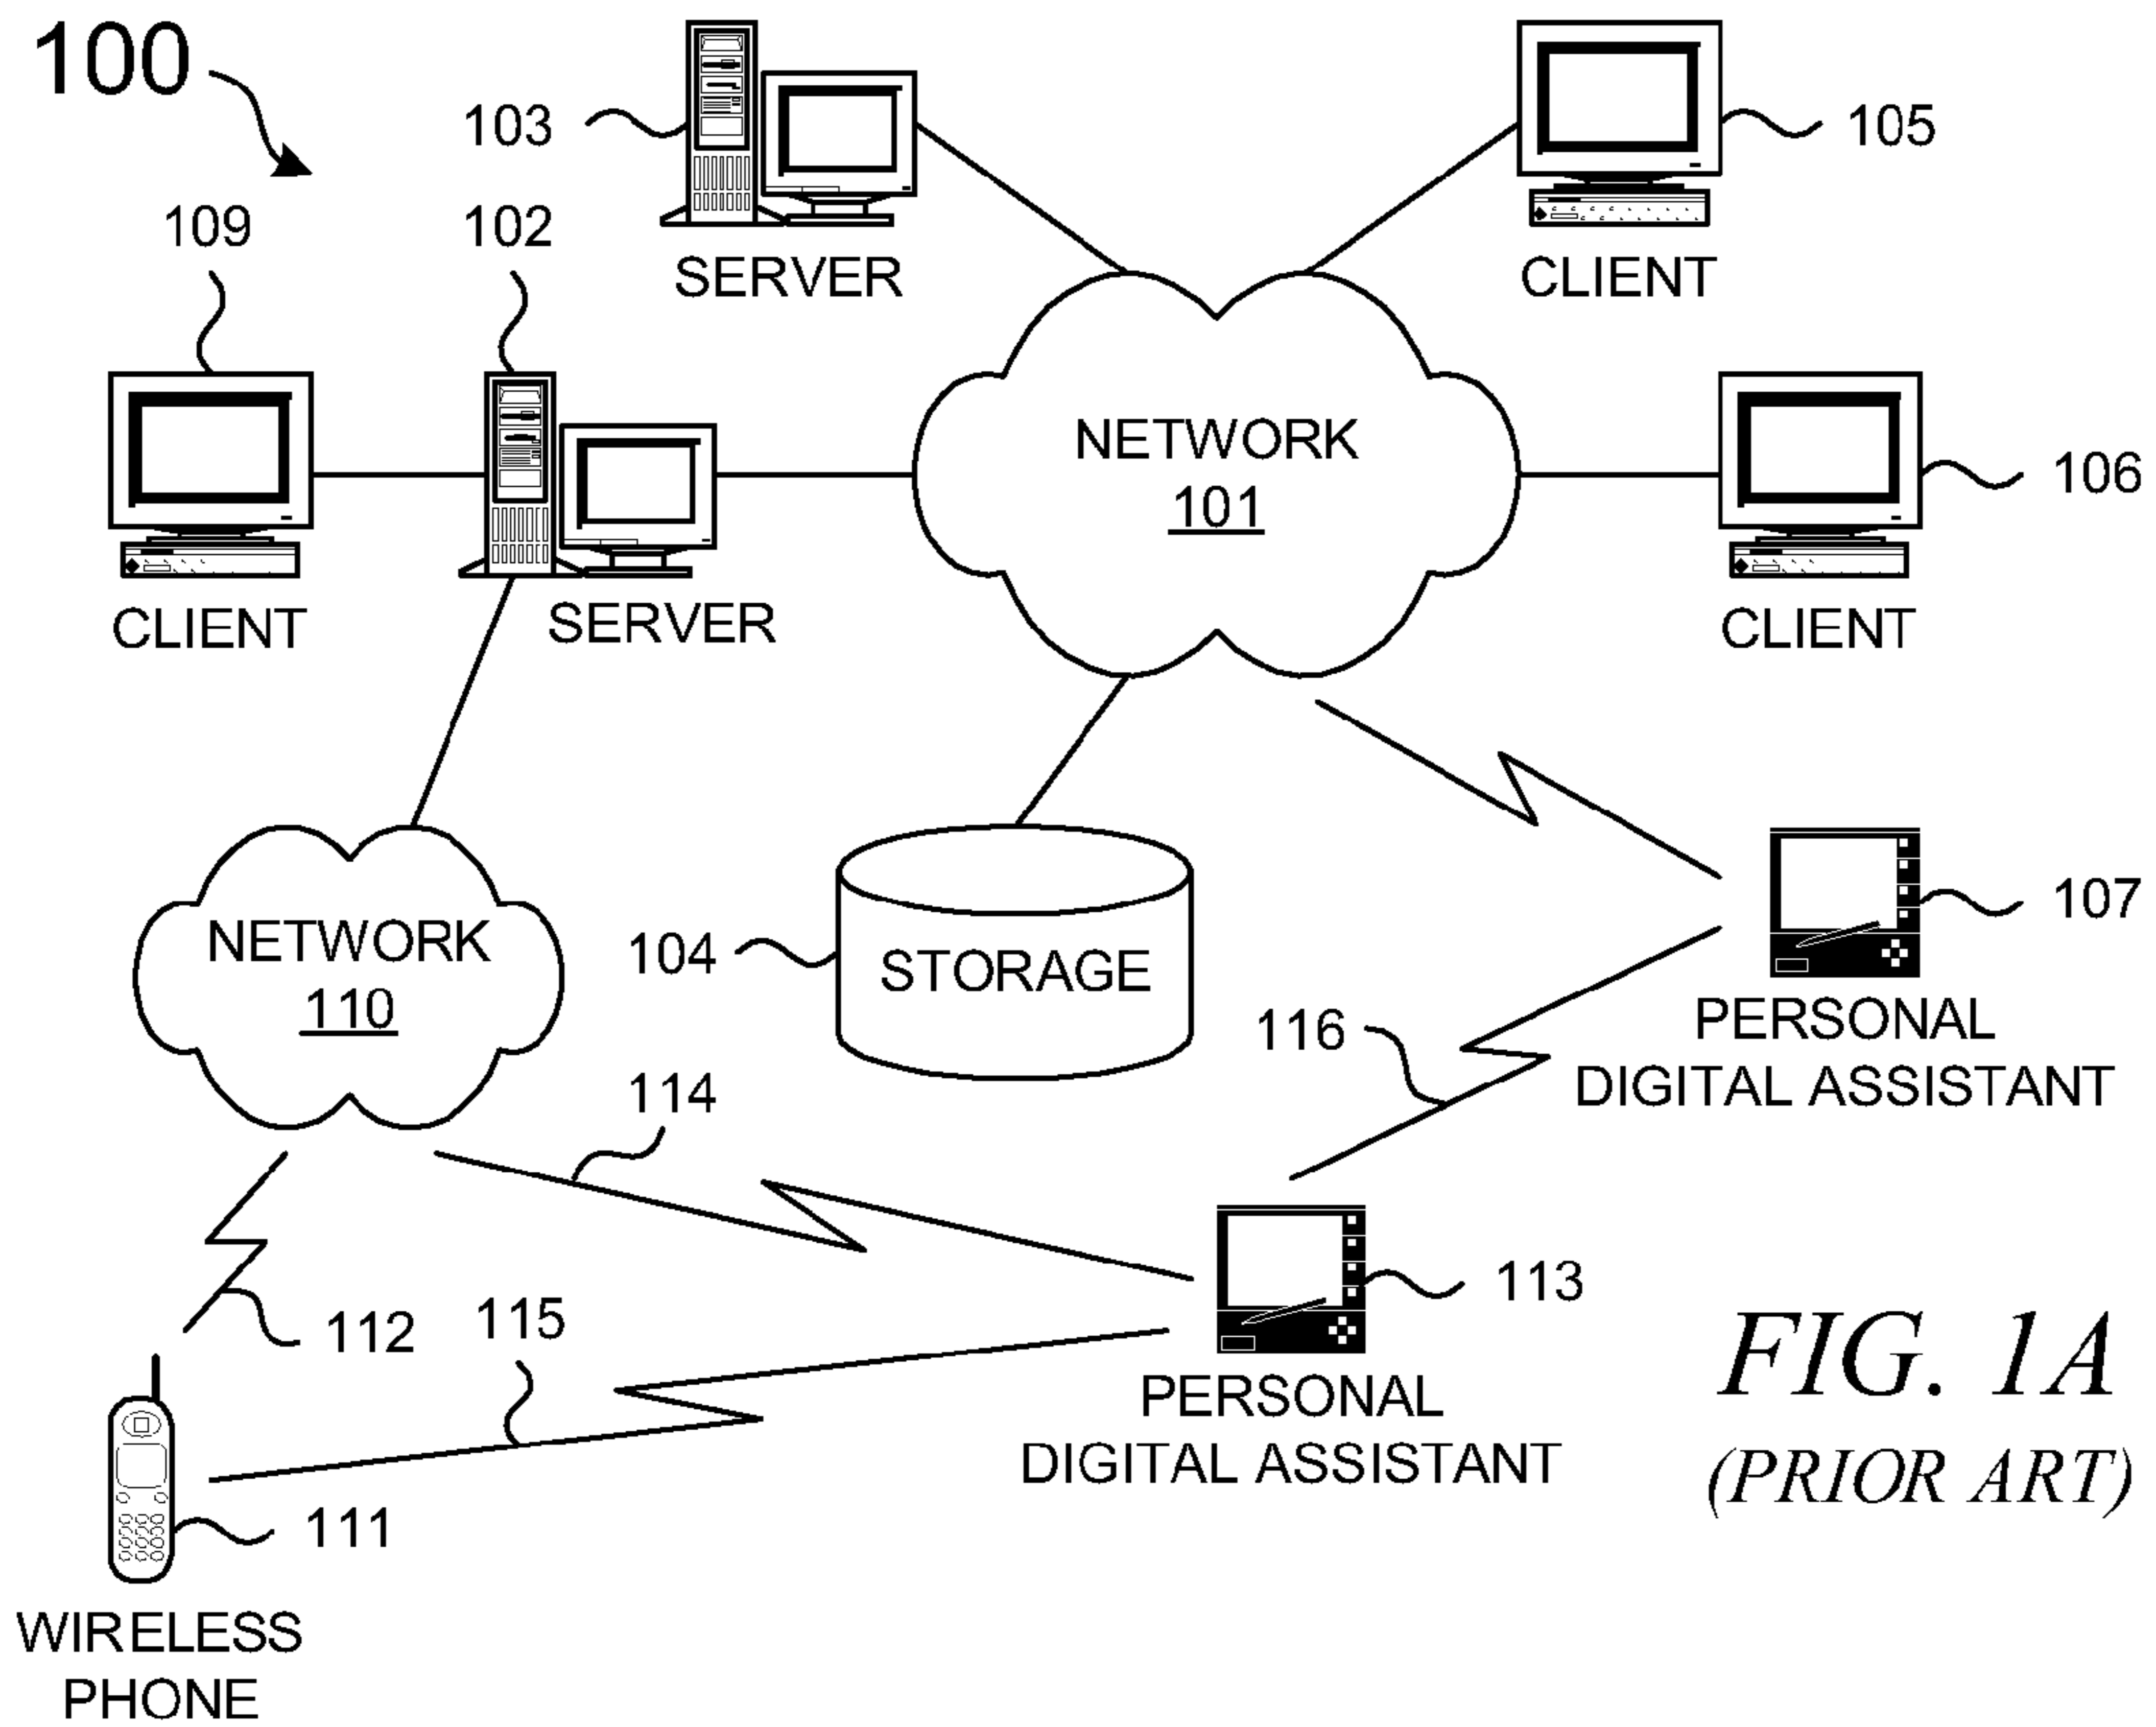 100
103
105
109
102
SERVER
CLIENT
NETWORK
101
106
CLIENT
SERVER
CLIENT
NETWORK
110
104
STORAGE
107
PERSONAL
DIGITAL ASSISTANT
116
114
113
115
112
PERSONAL
DIGITAL ASSISTANT
111
WIRELESS
PHONE
FIG. 1A
(PRIOR ART)